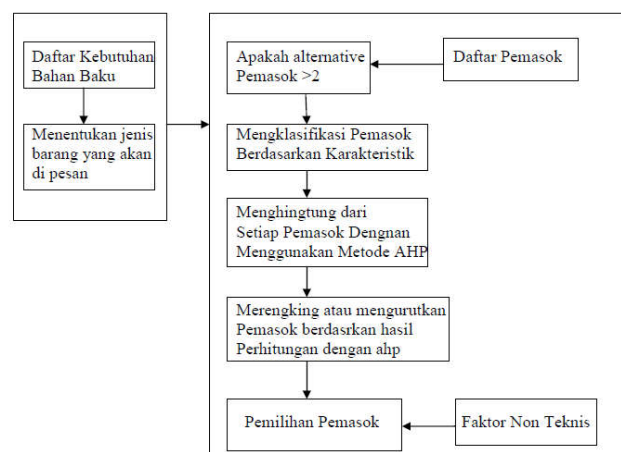 Daftar Kebutuhan
Bahan Baku
Menentukan jenis
barang yang akan
di pesan
Apakah alternative
Pemasok >2
Daftar Pemasok
Mengklasifikasi Pemasok
Berdasarkan Karakteristik
Menghingtung dari
Setiap Pemasok Dengnan
Menggunakan Metode AHP
Merengking atau mengurutkan
Pemasok berdasrkan hasil
Perhitungan dengan ahp
Pemilihan Pemasok
Faktor Non Teknis